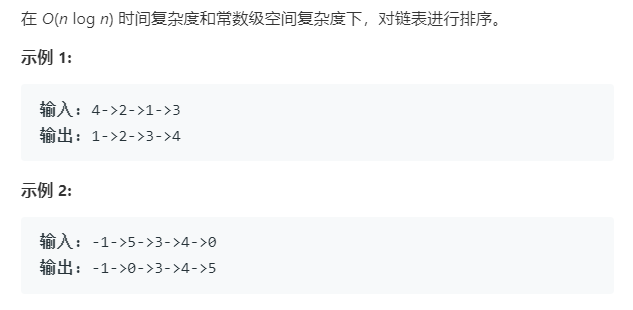 在 O(n log n) 时间复杂度和常数级空间复杂度下，对链表进行排序。
示例 1:
输入: 4->2->1->3
输出: 1->2->3->4
示例 2:
输入: -1->5->3->4->0
输出: -1->0->3->4->5